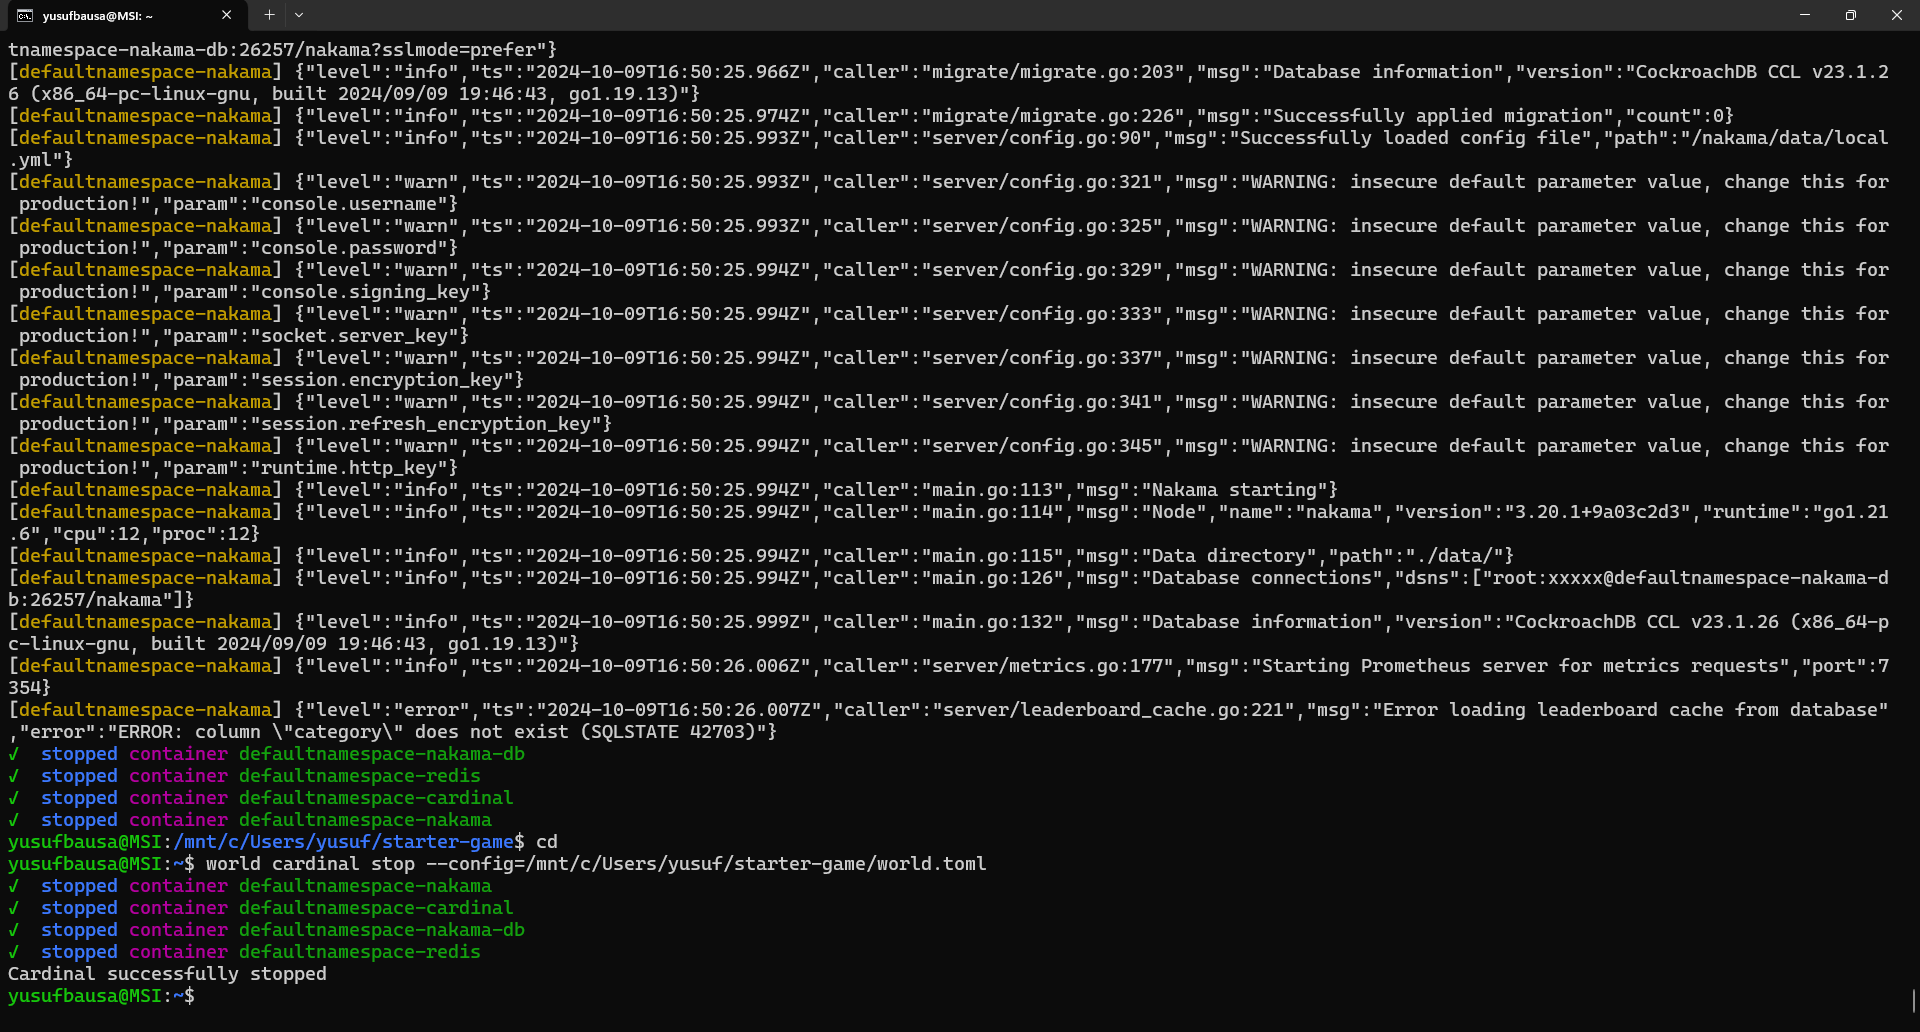 yusufbausa@MSI: ~
tnamespace-nakama-db:26257/nakama?sslmode=prefer"}
[defaultnamespace-nakama] {"level":"info","ts":"2024-10-09T16:50:25.966Z","caller":"migrate/migrate.go:203","msg":"Database information","version":"CockroachDB CCL v23.1.2
6 (x86_64-pc-linux-gnu, built 2024/09/09 19:46:43, go1.19.13)"}
[defaultnamespace-nakama] {"level":"info","ts":"2024-10-09T16:50:25.974Z","caller":"migrate/migrate.go:226","msg":"Successfully applied migration","count":0}
[defaultnamespace-nakama] {"level":"info","ts":"2024-10-09T16:50:25.993Z","caller":"server/config.go:90","msg":"Successfully loaded config file","path":"/nakama/data/local
.yml"}
[defaultnamespace-nakama] {"level":"warn","ts":"2024-10-09T16:50:25.993Z","caller":"server/config.go:321","msg":"WARNING: insecure default parameter value, change this for
 production!","param":"console.username"}
[defaultnamespace-nakama] {"level":"warn","ts":"2024-10-09T16:50:25.993Z","caller":"server/config.go:325","msg":"WARNING: insecure default parameter value, change this for
 production!","param":"console.password"}
[defaultnamespace-nakama] {"level":"warn","ts":"2024-10-09T16:50:25.994Z","caller":"server/config.go:329","msg":"WARNING: insecure default parameter value, change this for
 production!","param":"console.signing_key"}
[defaultnamespace-nakama] {"level":"warn","ts":"2024-10-09T16:50:25.994Z","caller":"server/config.go:333","msg":"WARNING: insecure default parameter value, change this for
 production!","param":"socket.server_key"}
[defaultnamespace-nakama] {"level":"warn","ts":"2024-10-09T16:50:25.994Z","caller":"server/config.go:337","msg":"WARNING: insecure default parameter value, change this for
 production!","param":"session.encryption_key"}
[defaultnamespace-nakama] {"level":"warn","ts":"2024-10-09T16:50:25.994Z","caller":"server/config.go:341","msg":"WARNING: insecure default parameter value, change this for
 production!","param":"session.refresh_encryption_key"}
[defaultnamespace-nakama] {"level":"warn","ts":"2024-10-09T16:50:25.994Z","caller":"server/config.go:345","msg":"WARNING: insecure default parameter value, change this for
 production!","param":"runtime.http_key"}
[defaultnamespace-nakama] {"level":"info","ts":"2024-10-09T16:50:25.994Z","caller":"main.go:113","msg":"Nakama starting"}
[defaultnamespace-nakama] {"level":"info","ts":"2024-10-09T16:50:25.994Z","caller":"main.go:114","msg":"Node","name":"nakama","version":"3.20.1+9a03c2d3","runtime":"go1.21
.6","cpu":12,"proc":12}
[defaultnamespace-nakama] {"level":"info","ts":"2024-10-09T16:50:25.994Z","caller":"main.go:115","msg":"Data directory","path":"./data/"}
[defaultnamespace-nakama] {"level":"info","ts":"2024-10-09T16:50:25.994Z","caller":"main.go:126","msg":"Database connections","dsns":["root:xxxxx@defaultnamespace-nakama-d
b:26257/nakama"]}
[defaultnamespace-nakama] {"level":"info","ts":"2024-10-09T16:50:25.999Z","caller":"main.go:132","msg":"Database information","version":"CockroachDB CCL v23.1.26 (x86_64-p
c-linux-gnu, built 2024/09/09 19:46:43, go1.19.13)"}
[defaultnamespace-nakama] {"level":"info","ts":"2024-10-09T16:50:26.006Z","caller":"server/metrics.go:177","msg":"Starting Prometheus server for metrics requests","port":7
354}
[defaultnamespace-nakama] {"level":"error","ts":"2024-10-09T16:50:26.007Z","caller":"server/leaderboard_cache.go:221","msg":"Error loading leaderboard cache from database"
,"error":"ERROR: column \"category\" does not exist (SQLSTATE 42703)"}
✓  stopped container defaultnamespace-nakama-db
✓  stopped container defaultnamespace-redis
✓  stopped container defaultnamespace-cardinal
✓  stopped container defaultnamespace-nakama
yusufbausa@MSI:/mnt/c/Users/yusuf/starter-game$ cd
yusufbausa@MSI:~$ world cardinal stop --config=/mnt/c/Users/yusuf/starter-game/world.toml
✓  stopped container defaultnamespace-nakama
✓  stopped container defaultnamespace-cardinal
✓  stopped container defaultnamespace-nakama-db
✓  stopped container defaultnamespace-redis
Cardinal successfully stopped
yusufbausa@MSI:~$